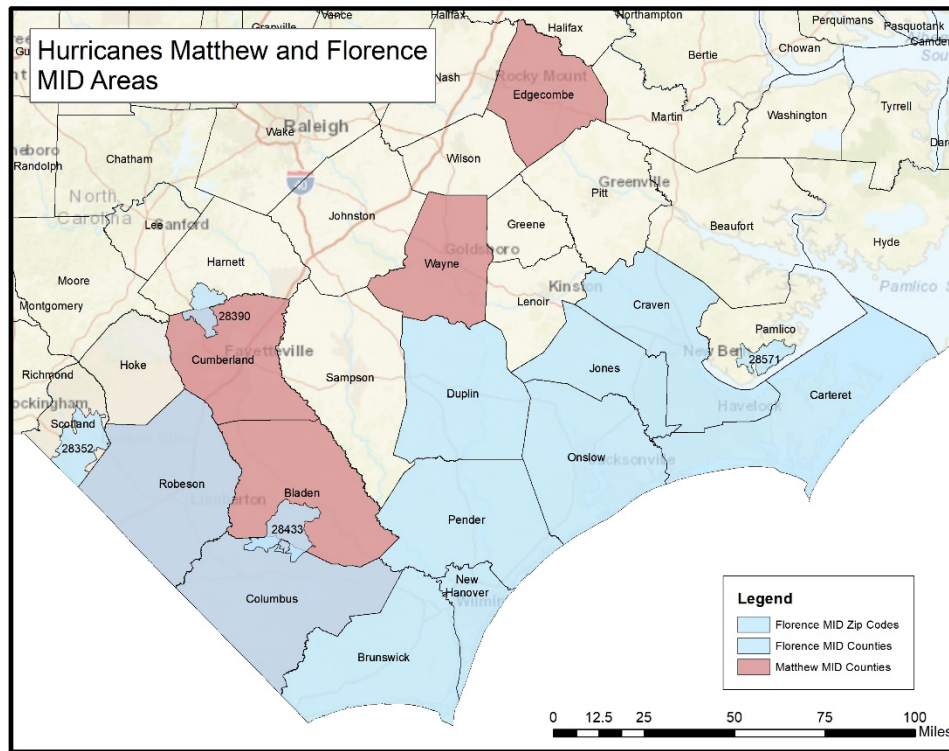 Hurricanes Matthew and Florence
MID Areas
Granville
Vance
Halifax
Halifax
Northampton
Perquimans
Pasquotank
Camden
Chowan
Bertie
Nash
Rocky Mount
Edgecombe
Martin
Washington
Tyrrell
Wake
Raleigh
Randolph
Chatham
Wilson
North
Carolina
Sanford
Lee
Johnston
Greene
Pitt
Greenville
Beaufort
Hyde
Pamlico
Harnett
Wayne
Goldsboro
Moore
Montgomery
Lenoir
Kinston
Craven
Pamlico
28390
Cumberland
Fayetteville
Hoke
Richmond
Sampson
Duplin
Jones
New Bern
28571
Havelock
Carteret
Scotland
28352
Onslow
Jacksonville
Robeson
Lumberton
Bladen
28433
Pender
Columbus
New
Hanover
Brunswick
Legend
Florence MID Zip Codes
Florence MID Counties
Matthew MID Counties
0 12.5 25 50 75 100
Miles